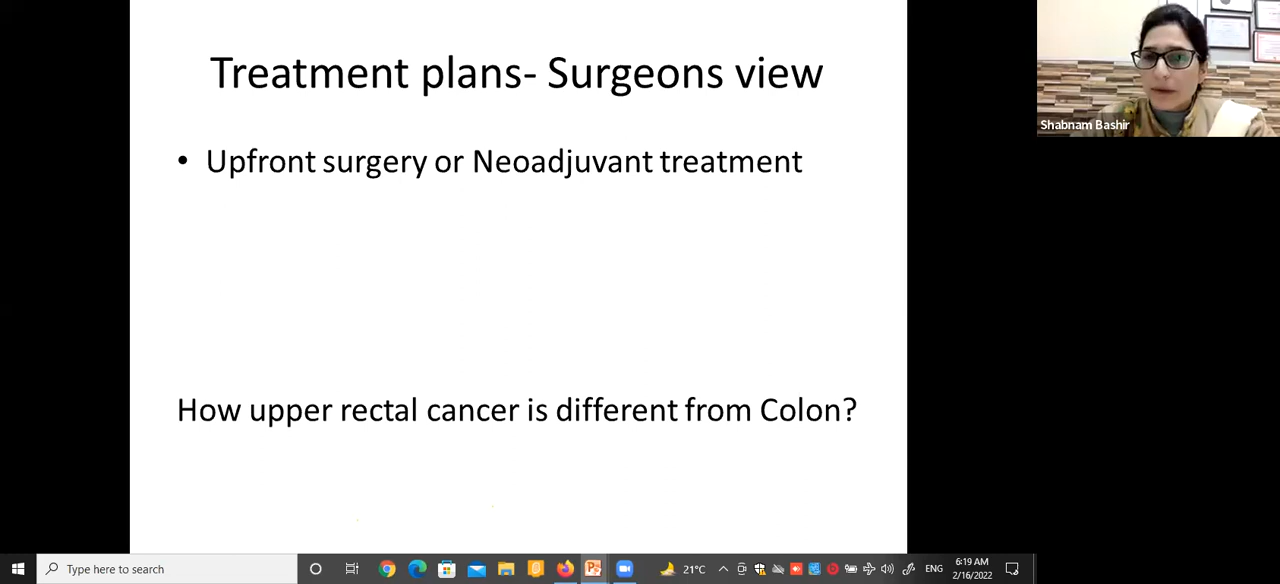 Treatment plans- Surgeons view
Shabnam Bashir
• Upfront surgery or Neoadjuvant treatment
How upper rectal cancer is different from Colon?
Type here to search
21°C
ENG
6:19 AM
2/16/2022